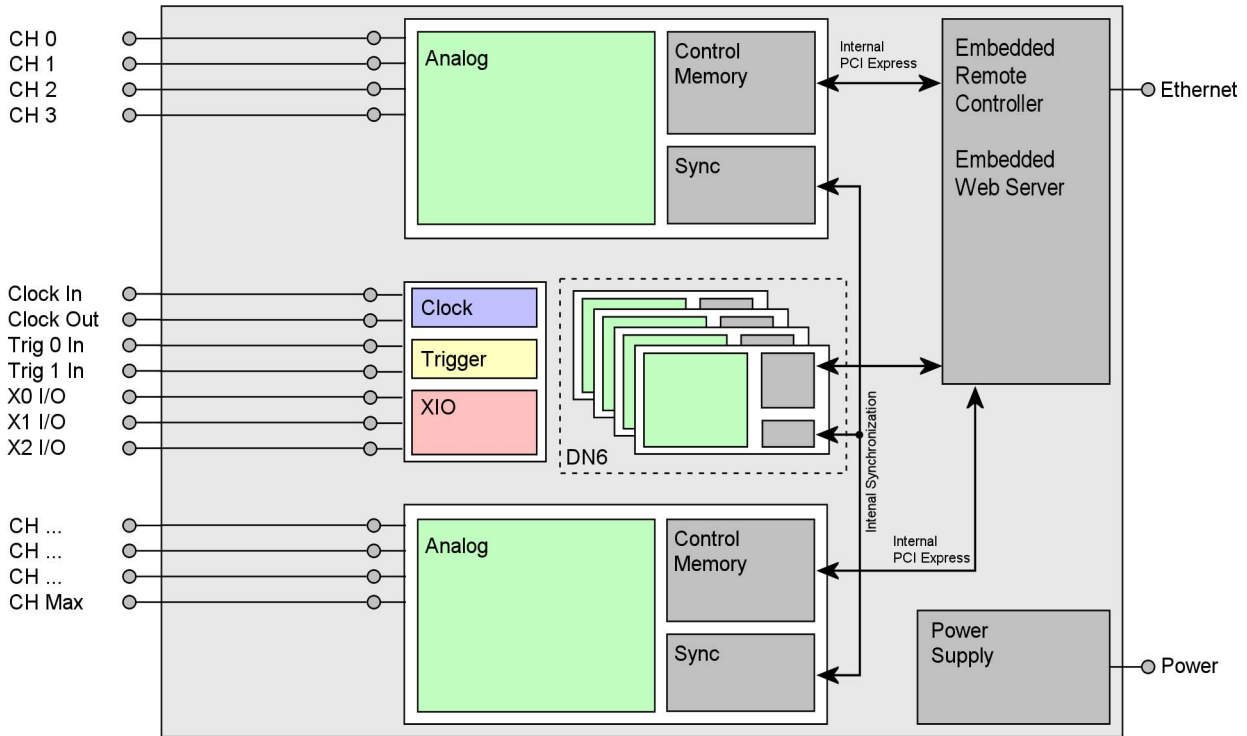 CH 0
CH 1
CH 2
CH 3
Analog
Control
Memory
Sync
Internal
PCI Express
Embedded
Remote
Controller
Embedded
Web Server
Ethernet
Clock In
Clock Out
Trig 0 In
Trig 1 In
X0 I/O
X1 I/O
X2 I/O
Clock
Trigger
XIO
DN6
Intenal Synchronization
CH ...
CH ...
CH ...
CH Max
Analog
Control
Memory
Sync
Internal
PCI Express
Power
Supply
Power